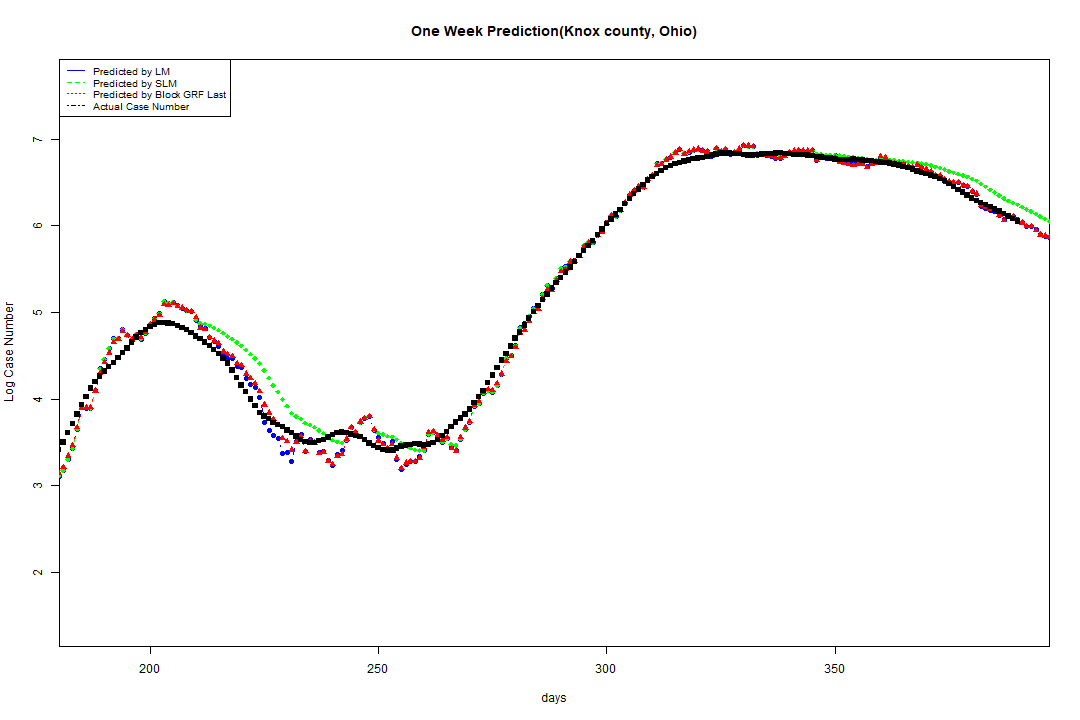 One Week Prediction(Knox county, Ohio)
Predicted by LM
Predicted by SLM
Predicted by Block GRF Last
Actual Case Number
7
6
5
4
3
2
Log Case Number
200 250 300 350
days